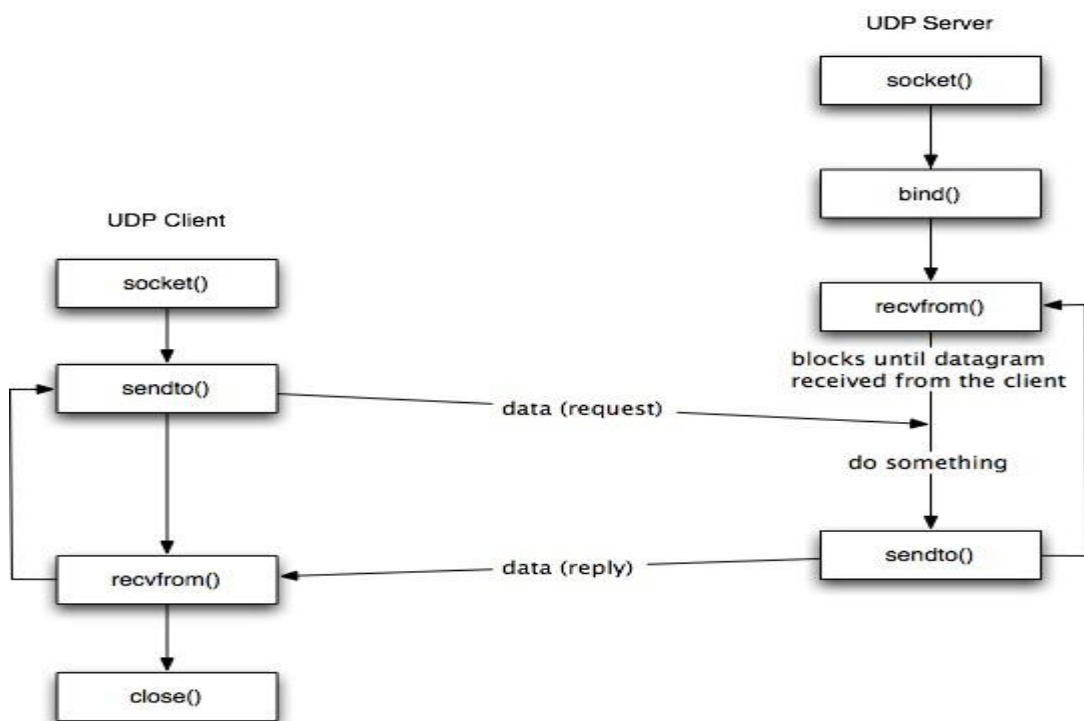 UDP Server
socket()
bind()
UDP Client
socket()
recvfrom()
blocks until datagram
received from the client
sendto()
data (request)
do something
sendto()
data (reply)
recvfrom()
close()